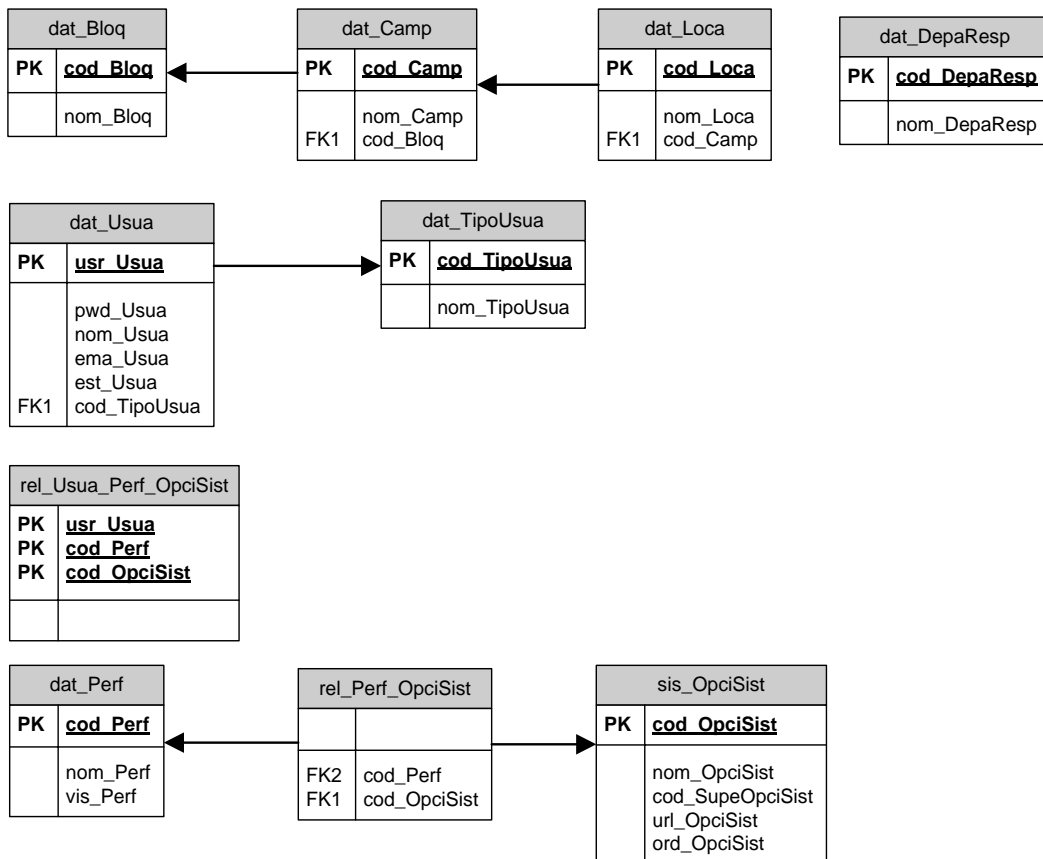 dat_Bloq
PK cod_Bloq
nom_Bloq
dat_Camp
PK cod_Camp
nom_Camp
FK1 cod_Bloq
dat_Loca
PK cod_Loca
nom_Loca
FK1 cod_Camp
dat_DepaResp
PK cod_DepaResp
nom_DepaResp
dat_Usua
PK usr_Usua
pwd_Usua
nom_Usua
ema_Usua
est_Usua
FK1 cod_TipoUsua
dat_TipoUsua
PK cod_TipoUsua
nom_TipoUsua
rel_Usua_Perf_OpciSist
PK usr_Usua
PK cod_Perf
PK cod_OpciSist
dat_Perf
PK cod_Perf
nom_Perf
vis_Perf
rel_Perf_OpciSist
FK2 cod_Perf
FK1 cod_OpciSist
sis_OpciSist
PK cod_OpciSist
nom_OpciSist
cod_SupeOpciSist
url_OpciSist
ord_OpciSist